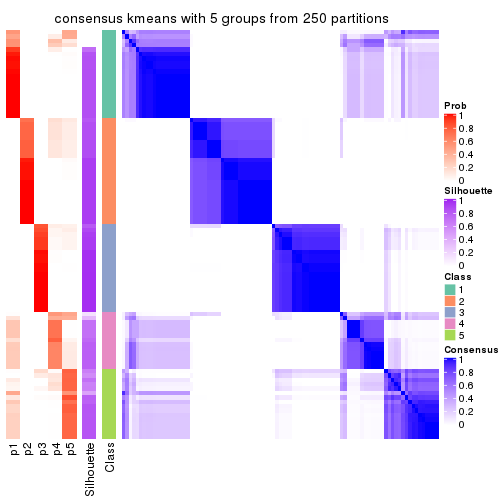 consensus kmeans with 5 groups from 250 partitions
p1
p2
p3
p4
p5
Silhouette
Class
Prob
1
0.8
0.6
0.4
0.2
0
Silhouette
1
0.8
0.6
0.4
0.2
0
Class
1
2
3
4
5
Consensus
1
0.8
0.6
0.4
0.2
0